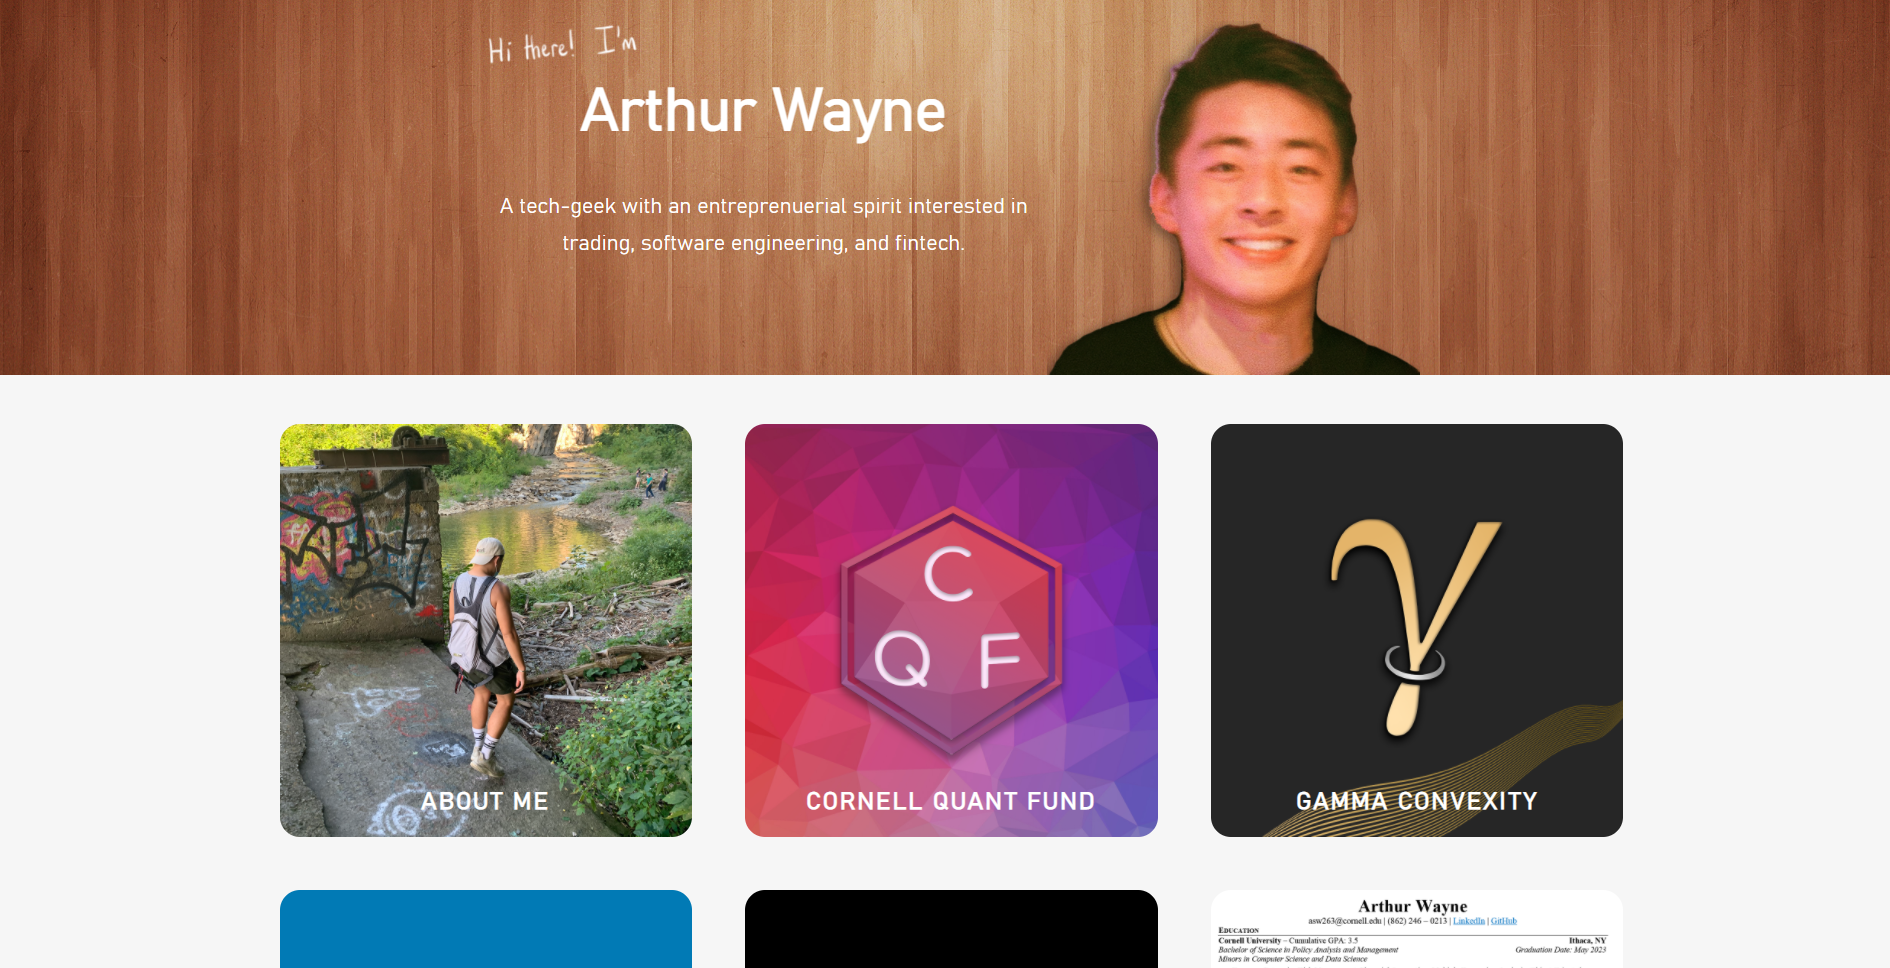 Hi there! I'm
Arthur Wayne
A tech-geek with an entreprenuerial spirit interested in
trading, software engineering, and fintech.
ABOUT ME
C
Q F
CORNELL QUANT FUND
γ
GAMMA CONVEXITY
Arthur Wayne
asw263@cornell.edu | (862) 246 – 0213 | LinkedIn | GitHub
EDUCATION
Cornell University – Cumulative GPA: 3.5 Ithaca, NY
Bachelor of Science in Policy Analysis and Management Graduation Date: May 2023
Minors in Computer Science and Data Science